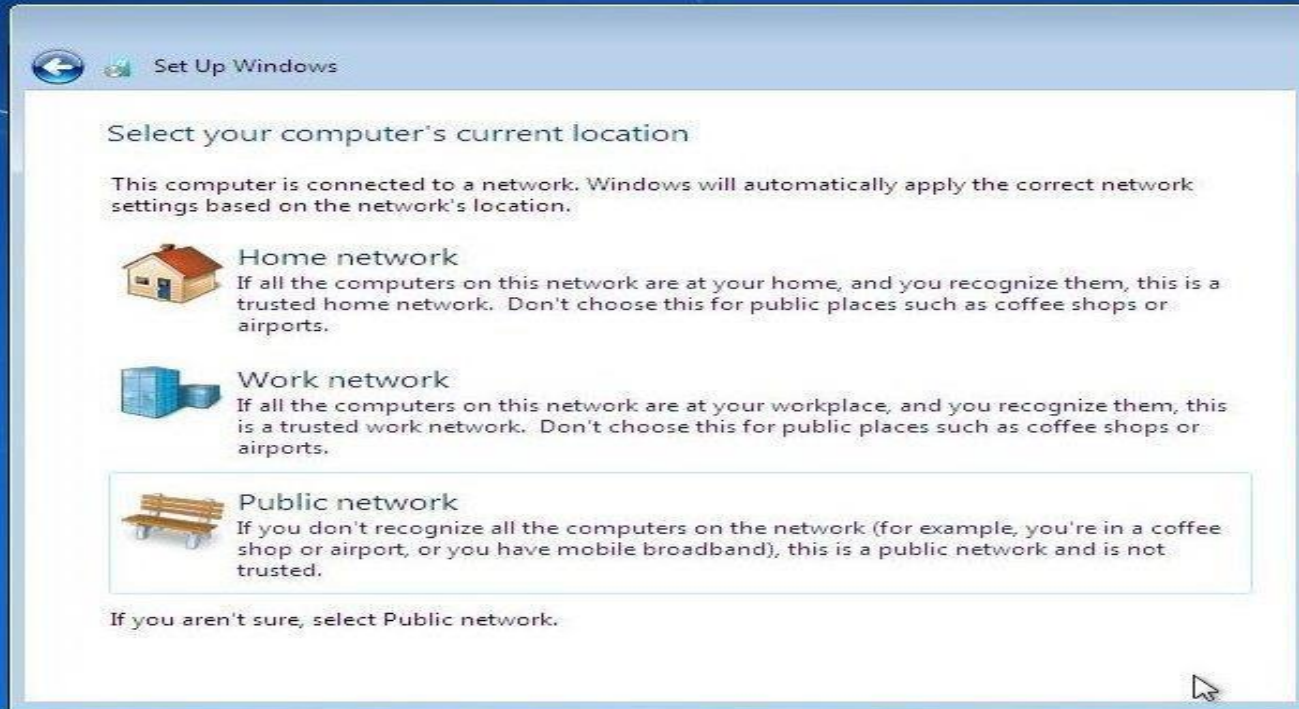 Set Up Windows
Select your computer's current location
This computer is connected to a network. Windows will automatically apply the correct network
settings based on the network's location.
Home network
If all the computers on this network are at your home, and you recognize them, this is a
trusted home network. Don't choose this for public places such as coffee shops or
airports.
Work network
If all the computers on this network are at your workplace, and you recognize them, this
is a trusted work network. Don't choose this for public places such as coffee shops or
airports.
Public network
If you don't recognize all the computers on the network (for example, you're in a coffee
shop or airport, or you have mobile broadband), this is a public network and is not
trusted.
If you aren't sure, select Public network.